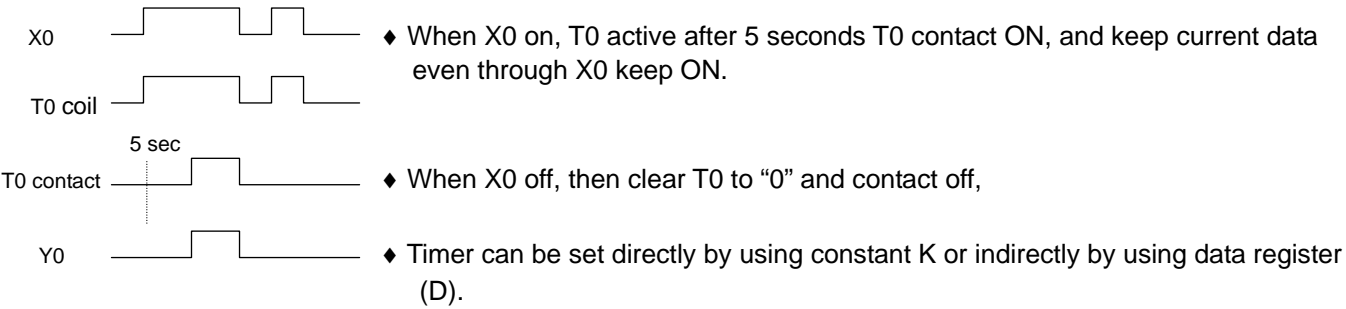 X0
♦ When X0 on, T0 active after 5 seconds T0 contact ON, and keep current data
even through X0 keep ON.
T0 coil
5 sec
T0 contact
♦ When X0 off, then clear T0 to “0” and contact off,
Y0
♦ Timer can be set directly by using constant K or indirectly by using data register
(D).